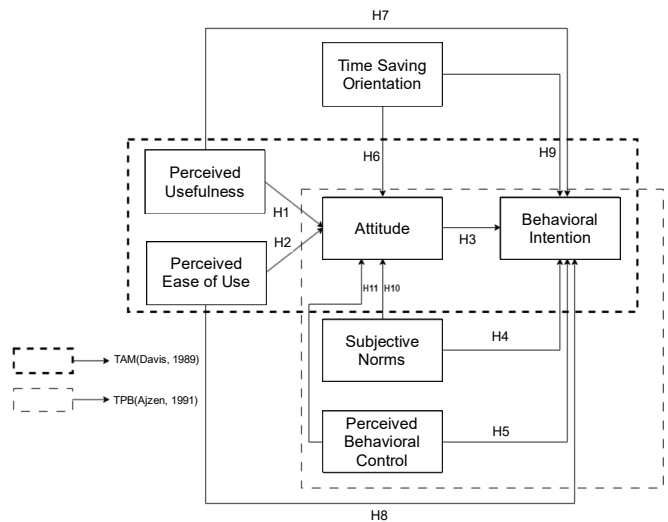 H7
Time Saving
Orientation
H6
H9
Perceived
Usefulness
H1
Attitude
Behavioral
Intention
H2
H3
Perceived
Ease of Use
H11
H10
Subjective
Norms
H4
TAM(Davis, 1989)
TPB(Ajzen, 1991)
Perceived
Behavioral
Control
H5
H8